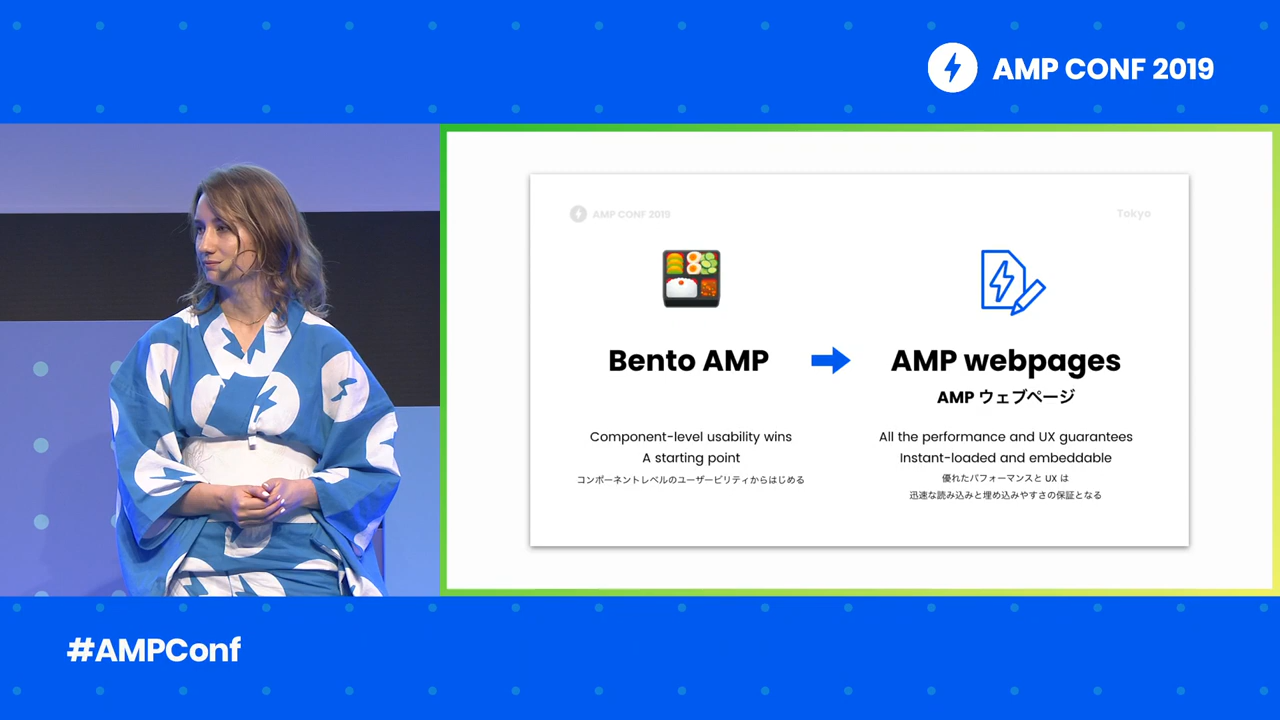 AMP CONF 2019
AMP CONF 2019
Tokyo
Bento AMP
AMP webpages
AMP ウェブページ
Component-level usability wins
A starting point
コンポーネントレベルのユーザービリティからはじめる
All the performance and UX guarantees
Instant-loaded and embeddable
優れたパフォーマンスと UX は
迅速な読み込みと埋め込みやすさの保証となる
#AMPConf